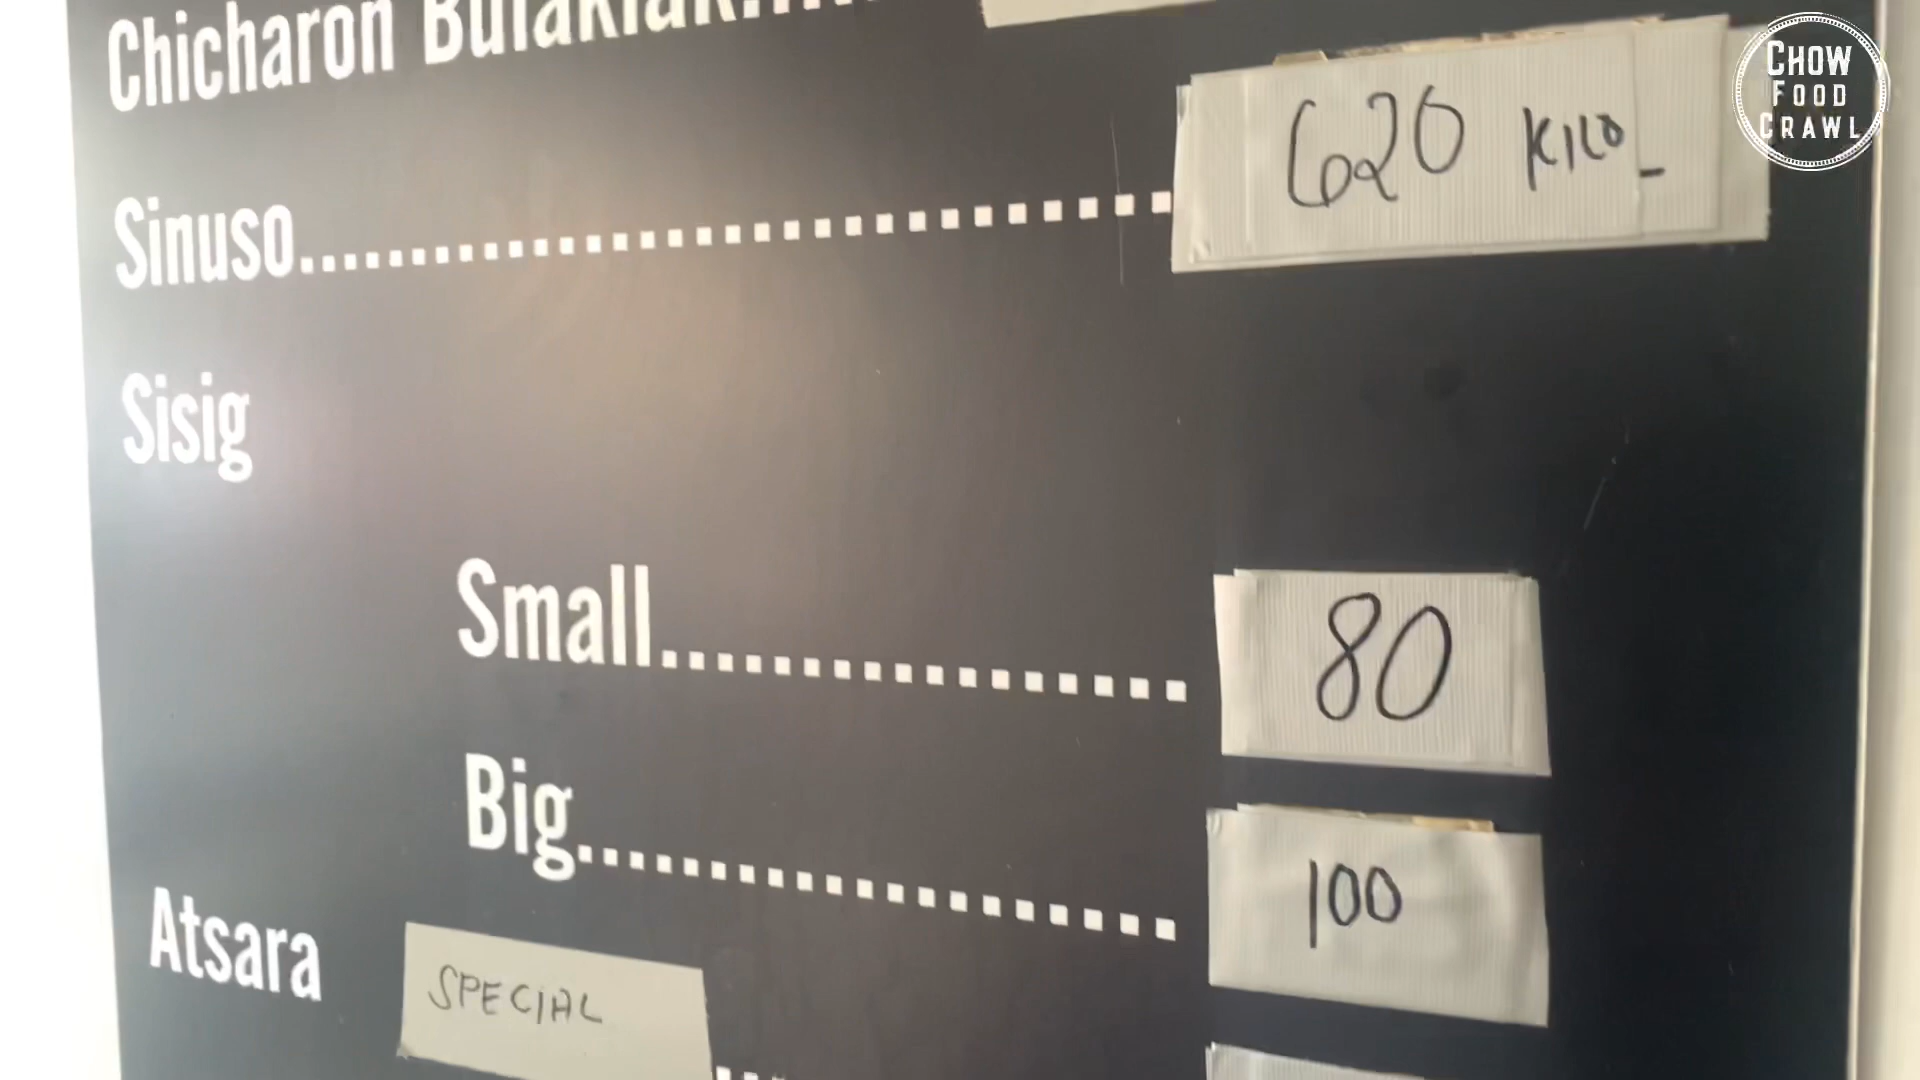 Chicharon Bulaklak.....
Sinuso.............................. 620 KILO
Sisig
Small.................. 80
Big...................... 100
Atsara SPECIAL ...
CHOW
FOOD
CRAWL